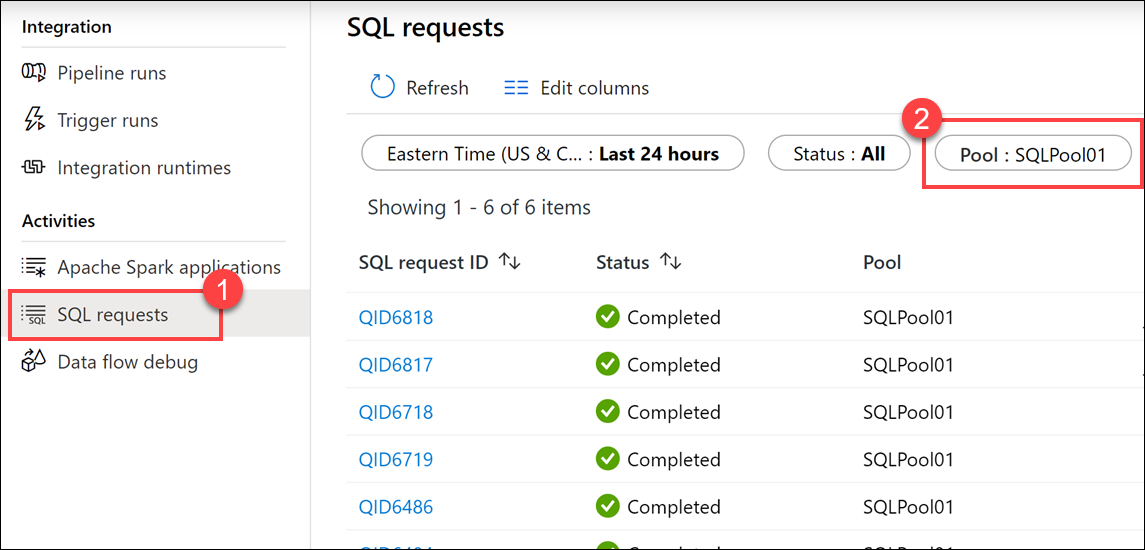 Integration
Pipeline runs
Trigger runs
Integration runtimes
Activities
Apache Spark applications
1
SQL SQL requests
Data flow debug
SQL requests
Refresh Edit columns
2
Eastern Time (US & C... : Last 24 hours Status : All Pool : SQLPool01
Showing 1 - 6 of 6 items
SQL request ID Status Pool
QID6818 Completed SQLPool01
QID6817 Completed SQLPool01
QID6718 Completed SQLPool01
QID6719 Completed SQLPool01
QID6486 Completed SQLPool01
Completed SQLPool01